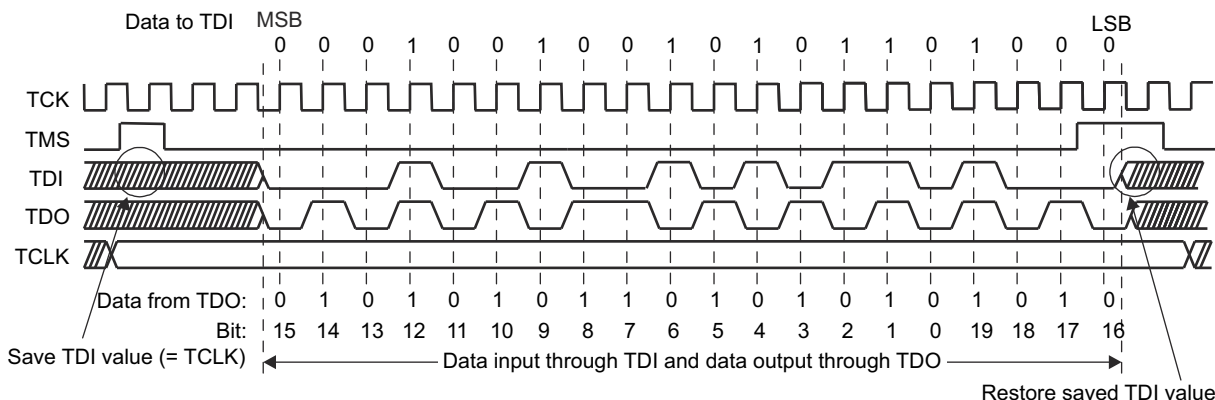 Data to TDI MSB LSB
0 0 0 1 0 0 1 0 0 1 0 1 0 1 1 0 1 0 0 0
TCK
TMS
TDI
TDO
TCLK
Data from TDO: 0 1 0 1 0 1 0 1 1 0 1 0 1 0 1 0 1 0 1 0
Bit: 15 14 13 12 11 10 9 8 7 6 5 4 3 2 1 0 19 18 17 16
Save TDI value (= TCLK)
Data input through TDI and data output through TDO
Restore saved TDI value